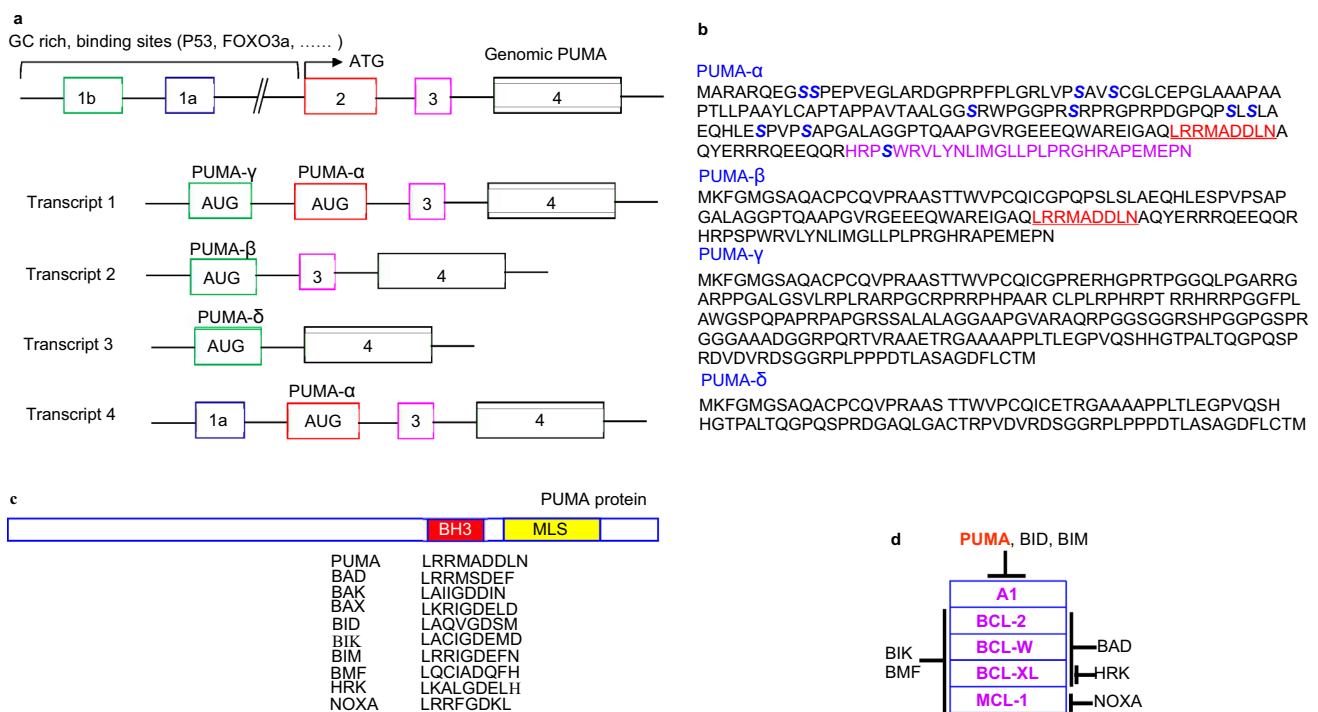 a
GC rich, binding sites (P53, FOXO3a, …… )
ATG
Genomic PUMA
1b 1a 2 3 4
PUMA-γ PUMA-α
Transcript 1 AUG AUG 3 4
PUMA-β
Transcript 2 AUG 3 4
PUMA-δ
Transcript 3 AUG 4
PUMA-α
Transcript 4 1a AUG 3 4
b
PUMA-α
MARARQEGSSPEPVEGLARDGPRPFPLGRLVPSAVSCGLCEPGLAAAPAA
PTLLPAAYLCAPTAPPAVTAALGGSRWPGGPRSRPRGPRPDGPQPSLSLA
EQHLESPVPSAPGALAGGPTQAAPGVRGEEEQWAREIGAQLRRMADDLNA
QYERRRQEEQQRHRPSWRVLYNLIMGLLPLPRGHRAPEMEPN
PUMA-β
MKFGMGSAQACPCQVPRAASTTWVPCQICGPQPSLSLAEQHLESPVPSAP
GALAGGPTQAAPGVRGEEEQWAREIGAQLRRMADDLNAQYERRRQEEQQR
HRPSPWRVLYNLIMGLLPLPRGHRAPEMEPN
PUMA-γ
MKFGMGSAQACPCQVPRAASTTWVPCQICGPRERHGPRTPGGQLPGARRG
ARPPGALGSVLRPLRARPGCRPRRPHPAAR CLPLRPHRPT RRHRRPGGFPL
AWGSPQPAPRPAPGRSSALALAGGAAPGVARAQRPGGSGGRSHPGGPGSPR
GGGAAADGGRPQRTVRAAETRGAAAAPPLTLEGPVQSHHGTPALTQGPQSP
RDVDVRDSGGRPLPPPDTLASAGDFLCTM
PUMA-δ
MKFGMGSAQACPCQVPRAAS TTWVPCQICETRGAAAAPPLTLEGPVQSH
HGTPALTQGPQSPRDGAQLGACTRPVDVRDSGGRPLPPPDTLASAGDFLCTM
c
PUMA protein
BH3 MLS
PUMA LRRMADDLN
BAD LRRMSDEF
BAK LAIIGDDIN
BAX LKRIGDELD
BID LAQVGDSM
BIK LACIGDEMD
BIM LRRIGDEFN
BMF LQCIADQFH
HRK LKALGDELH
NOXA LRRFGDKL
d
PUMA, BID, BIM
A1
BCL-2
BCL-W
BCL-XL
MCL-1
BIK
BMF
BAD
HRK
NOXA